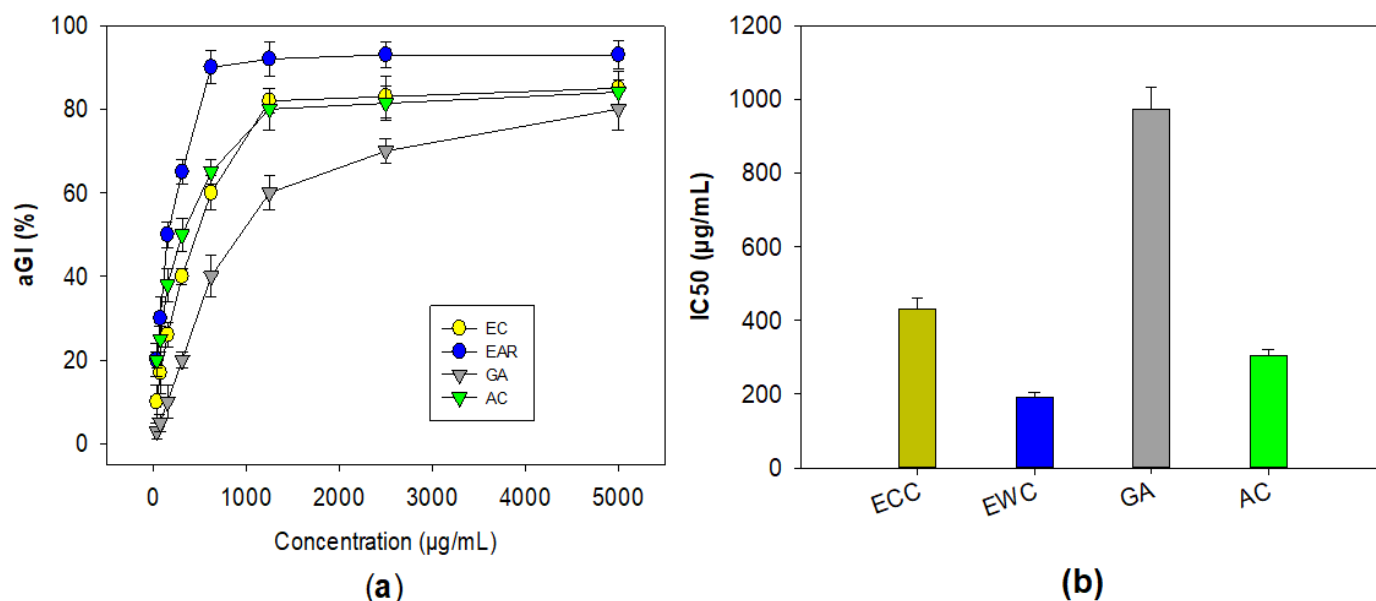 100
80
60
40
20
0
aGI (%)
EC
EAR
GA
AC
0 1000 2000 3000 4000 5000
Concentration (µg/mL)
(a)
1200
1000
800
600
400
200
0
IC50 (µg/mL)
ECC EWC GA AC
(b)